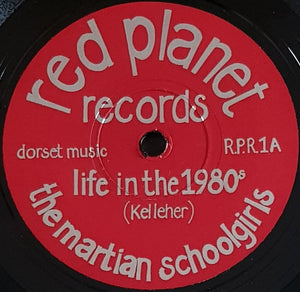 red planet
records
dorset music
R.P.R.1A
life in the 1980s
(Kelleher)
the martian schoolgirls